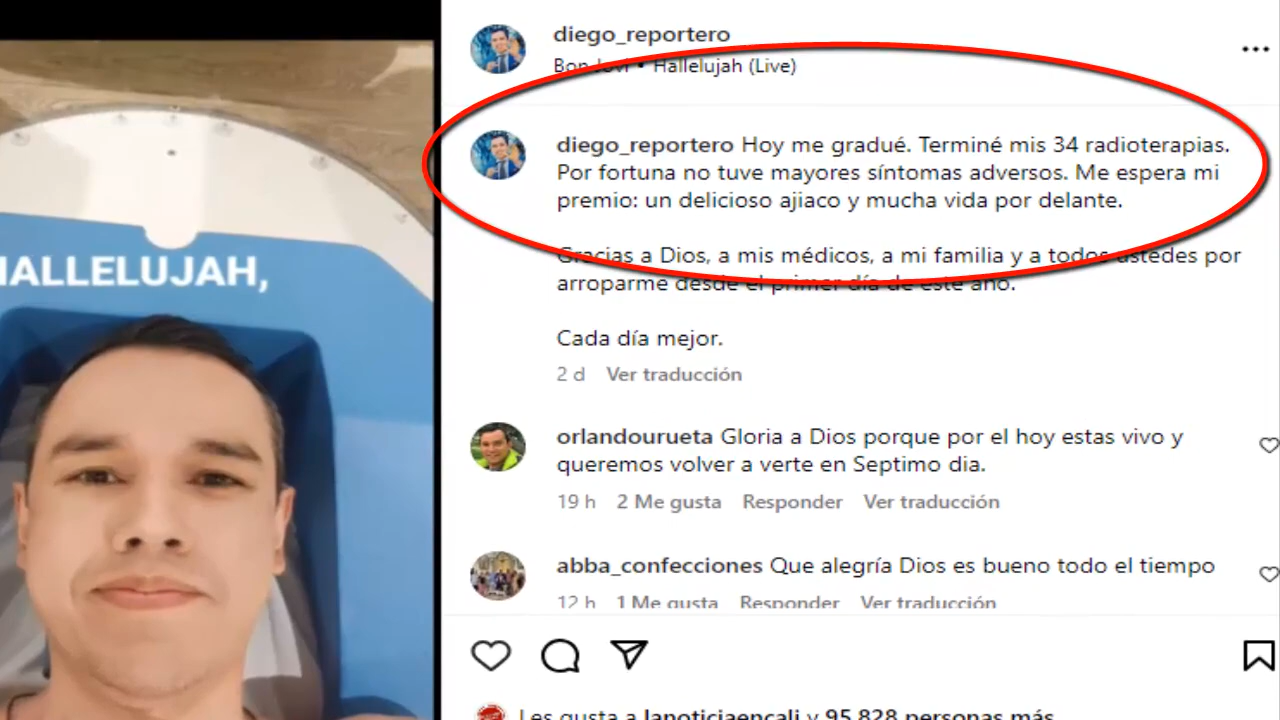 HALLELUJAH,
diego_reportero
Bon Jovi • Hallelujah (Live)
diego_reportero Hoy me gradué. Terminé mis 34 radioterapias.
Por fortuna no tuve mayores síntomas adversos. Me espera mi
premio: un delicioso ajiaco y mucha vida por delante.
Gracias a Dios, a mis médicos, a mi familia y a todos ustedes por
arroparme desde el primer día de este año.
Cada día mejor.
2 d Ver traducción
orlandourueta Gloria a Dios porque por el hoy estas vivo y
queremos volver a verte en Septimo dia.
19 h 2 Me gusta Responder Ver traducción
abba_confecciones Que alegría Dios es bueno todo el tiempo
12 h 1 Me gusta Responder Ver traducción
Les gusta a lanoticiaencali y 95.828 personas más